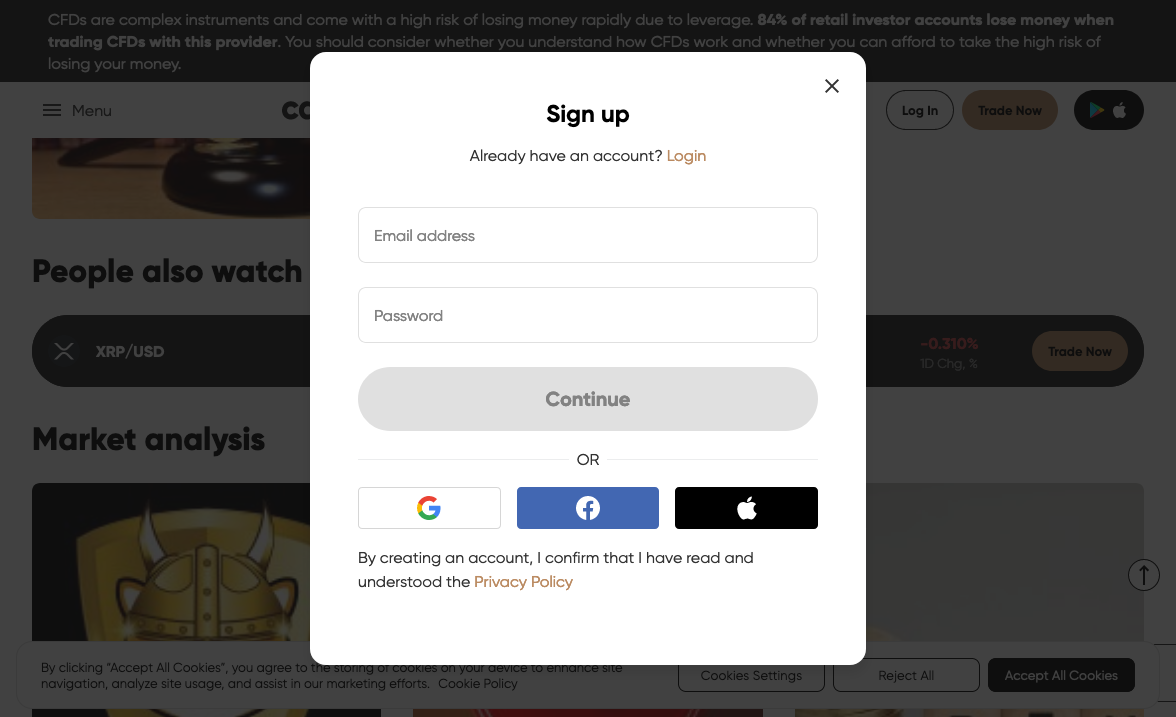 CFDs are complex instruments and come with a high risk of losing money rapidly due to leverage. 84% of retail investor accounts lose money when
trading CFDs with this provider. You should consider whether you understand how CFDs work and whether you can afford to take the high risk of
losing your money.
Menu
Log In
Trade Now
Sign up
Already have an account? Login
Email address
Password
Continue
OR
By creating an account, I confirm that I have read and
understood the Privacy Policy
People also watch
XRP/USD
-0.310%
1D Chg, %
Trade Now
Market analysis
By clicking “Accept All Cookies”, you agree to the storing of cookies on your device to enhance site
navigation, analyze site usage, and assist in our marketing efforts. Cookie Policy
Cookies Settings
Reject All
Accept All Cookies